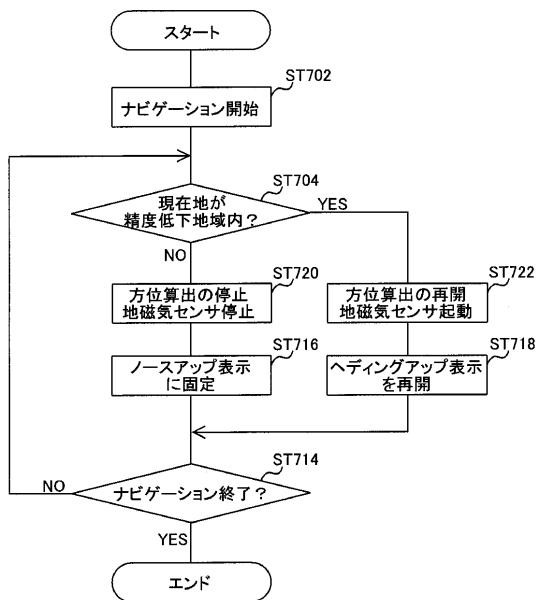 スタート
ST702
ナビゲーション開始
ST704
現在地が
精度低下地域内？
YES
NO
ST720
方位算出の停止
地磁気センサ停止
ST722
方位算出の再開
地磁気センサ起動
ST716
ノースアップ表示
に固定
ST718
ヘディングアップ表示
を再開
ST714
ナビゲーション終了？
NO
YES
エンド